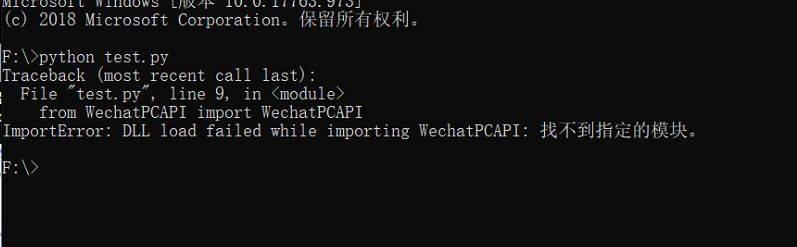 Microsoft Windows [版本 10.0.17763.973]
(c) 2018 Microsoft Corporation。保留所有权利。
F:\>python test.py
Traceback (most recent call last):
  File "test.py", line 9, in <module>
    from WechatPCAPI import WechatPCAPI
ImportError: DLL load failed while importing WechatPCAPI: 找不到指定的模块。
F:\>